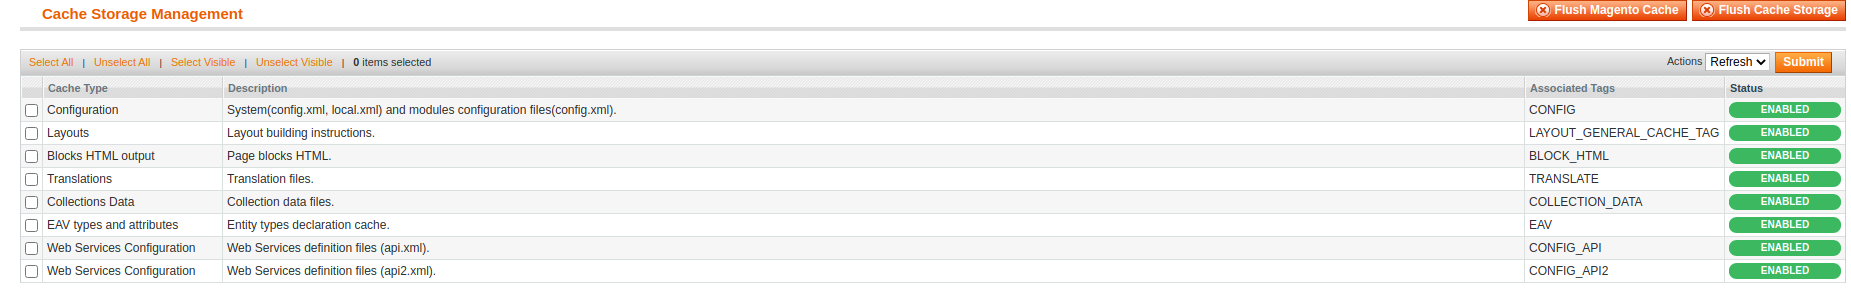 Cache Storage Management
Flush Magento Cache Flush Cache Storage
Select All | Unselect All | Select Visible | Unselect Visible | 0 items selected Actions Refresh Submit
Cache Type Description Associated Tags Status
Configuration System(config.xml, local.xml) and modules configuration files(config.xml). CONFIG ENABLED
Layouts Layout building instructions. LAYOUT_GENERAL_CACHE_TAG ENABLED
Blocks HTML output Page blocks HTML. BLOCK_HTML ENABLED
Translations Translation files. TRANSLATE ENABLED
Collections Data Collection data files. COLLECTION_DATA ENABLED
EAV types and attributes Entity types declaration cache. EAV ENABLED
Web Services Configuration Web Services definition files (api.xml). CONFIG_API ENABLED
Web Services Configuration Web Services definition files (api2.xml). CONFIG_API2 ENABLED